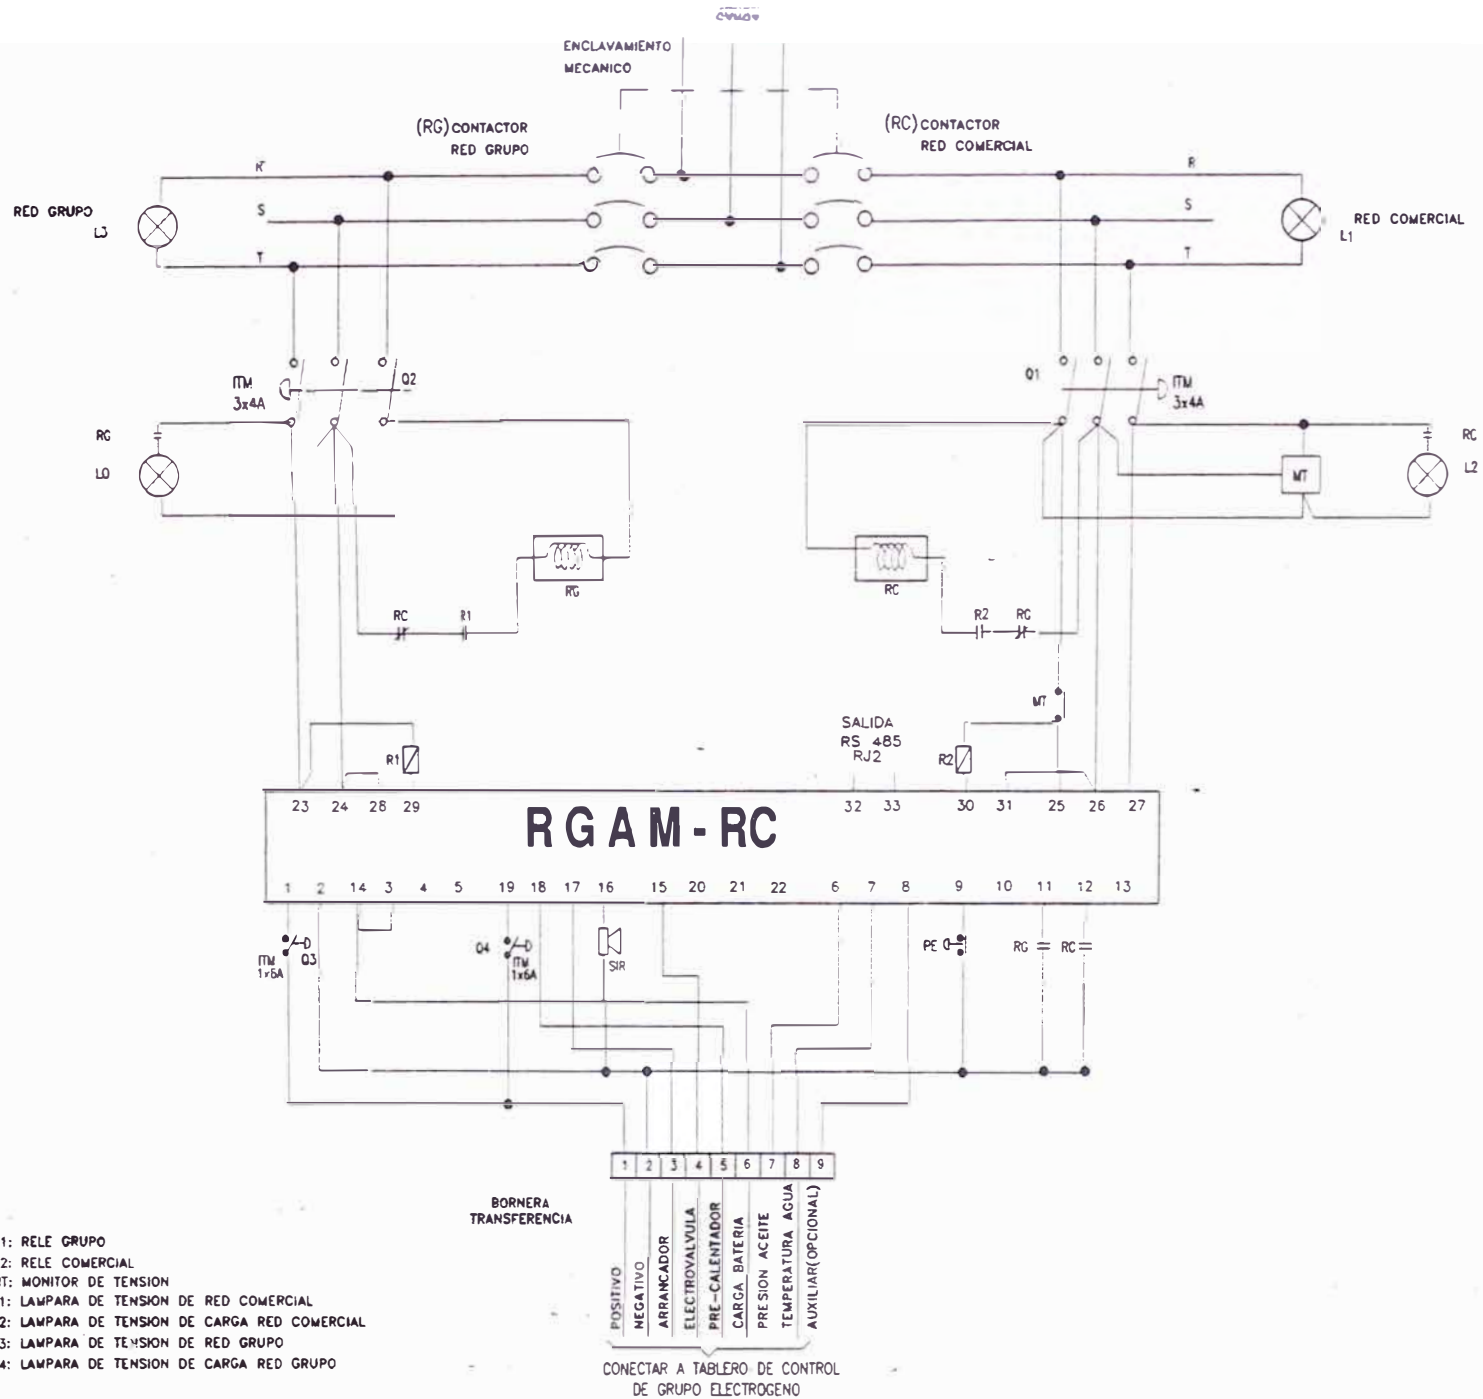 CARGA
ENCLAVAMIENTO
MECANICO
(RG) CONTACTOR
RED GRUPO
(RC) CONTACTOR
RED COMERCIAL
R
S
T
RED GRUPO
L3
R
S
T
RED COMERCIAL
L1
ITM
3x4A
Q2
Q1
ITM
3x4A
RG
L0
RC
L2
MT
RG
RC
RC
R1
R2
RG
MT
R1
SALIDA
RS 485
RJ2
R2
23 24 28 29 32 33 30 31 25 26 27
RGAM-RC
1 2 14 3 4 5 19 18 17 16 15 20 21 22 6 7 8 9 10 11 12 13
ITM
1x6A
Q3
Q4
ITM
1x6A
SIR
PE
RG
RC
1 2 3 4 5 6 7 8 9
BORNERA
TRANSFERENCIA
POSITIVO
NEGATIVO
ARRANCADOR
ELECTROVALVULA
PRE-CALENTADOR
CARGA BATERIA
PRESION ACEITE
TEMPERATURA AGUA
AUXILIAR(OPCIONAL)
CONECTAR A TABLERO DE CONTROL
DE GRUPO ELECTROGENO
1: RELE GRUPO
2: RELE COMERCIAL
T: MONITOR DE TENSION
1: LAMPARA DE TENSION DE RED COMERCIAL
2: LAMPARA DE TENSION DE CARGA RED COMERCIAL
3: LAMPARA DE TENSION DE RED GRUPO
4: LAMPARA DE TENSION DE CARGA RED GRUPO